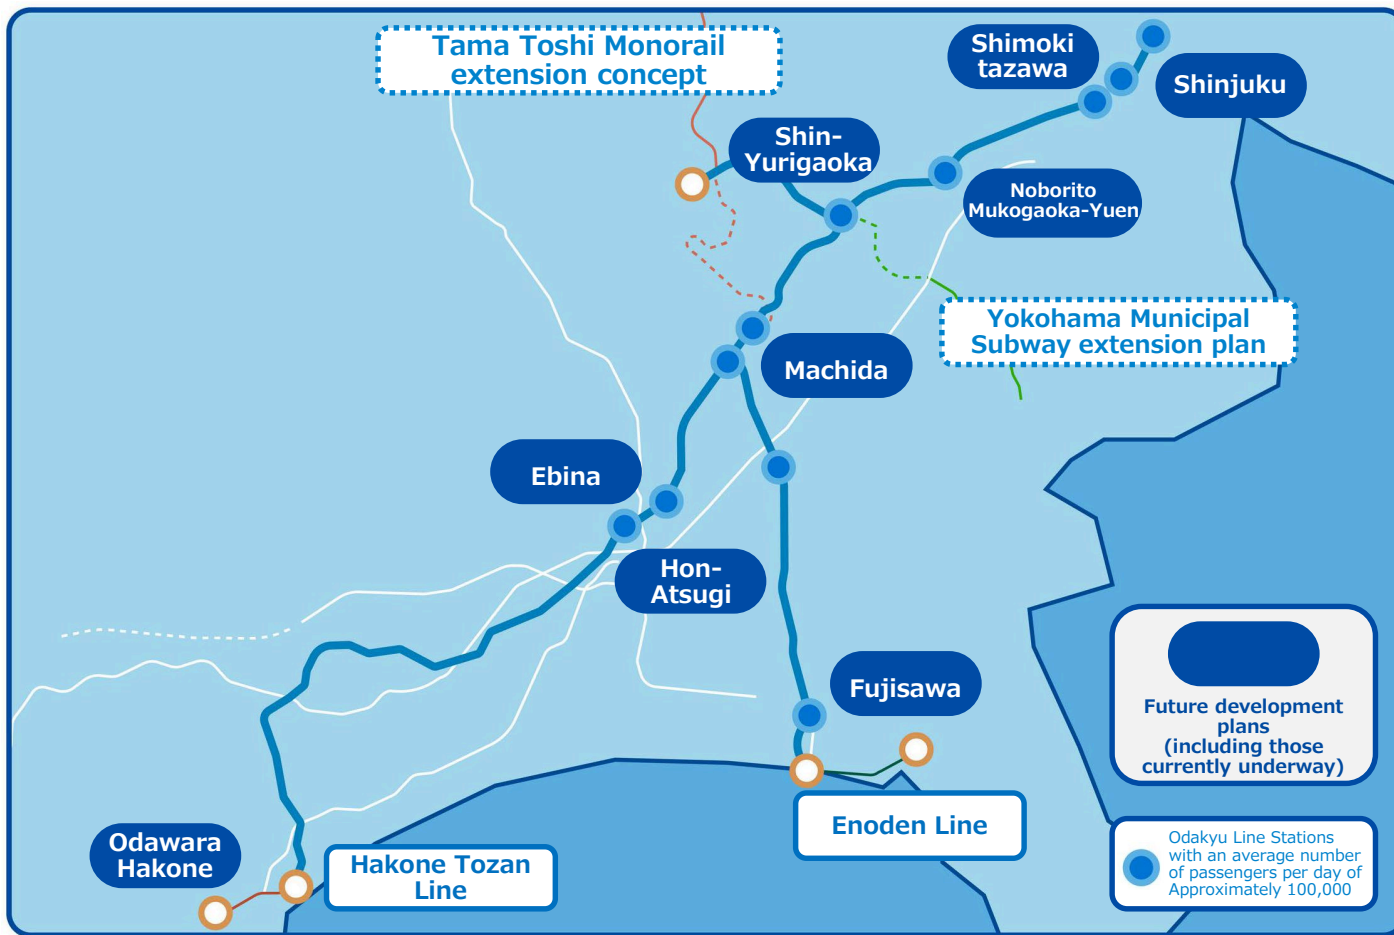 Tama Toshi Monorail
extension concept
Shimoki
tazawa
Shinjuku
Shin-
Yurigaoka
Noborito
Mukogaoka-Yuen
Yokohama Municipal
Subway extension plan
Machida
Ebina
Hon-
Atsugi
Fujisawa
Enoden Line
Odawara
Hakone
Hakone Tozan
Line
Future development
plans
(including those
currently underway)
Odakyu Line Stations
with an average number
of passengers per day of
Approximately 100,000